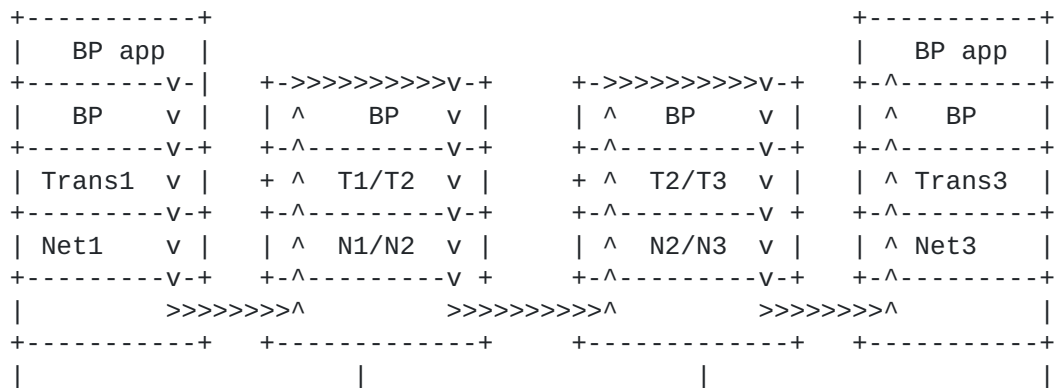 +-----------+                                         +-----------+
|   BP app  |                                         |   BP app  |
+---------v-|   +->>>>>>>>>>v-+     +->>>>>>>>>>v-+   +-^---------+
|   BP    v |   | ^    BP   v |     | ^   BP    v |   | ^   BP    |
+---------v-+   +-^---------v-+     +-^---------v-+   +-^---------+
| Trans1  v |   + ^  T1/T2  v |     + ^  T2/T3  v |   | ^ Trans3  |
+---------v-+   +-^---------v-+     +-^---------v +   +-^---------+
| Net1    v |   | ^  N1/N2  v |     | ^  N2/N3  v |   | ^ Net3    |
+---------v-+   +-^---------v +     +-^---------v-+   +-^---------+
|         >>>>>>>>^         >>>>>>>>>>^         >>>>>>>>^         |
+-----------+   +-------------+     +-------------+   +-----------+
|                     |                     |                     |